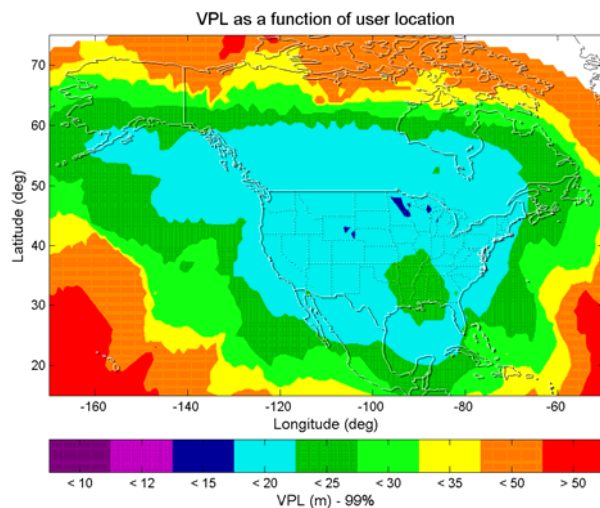 VPL as a function of user location
70
60
50
40
30
20
Latitude (deg)
-160 -140 -120 -100 -80 -60
Longitude (deg)
< 10 < 12 < 15 < 20 < 25 < 30 < 35 < 50 > 50
VPL (m) - 99%